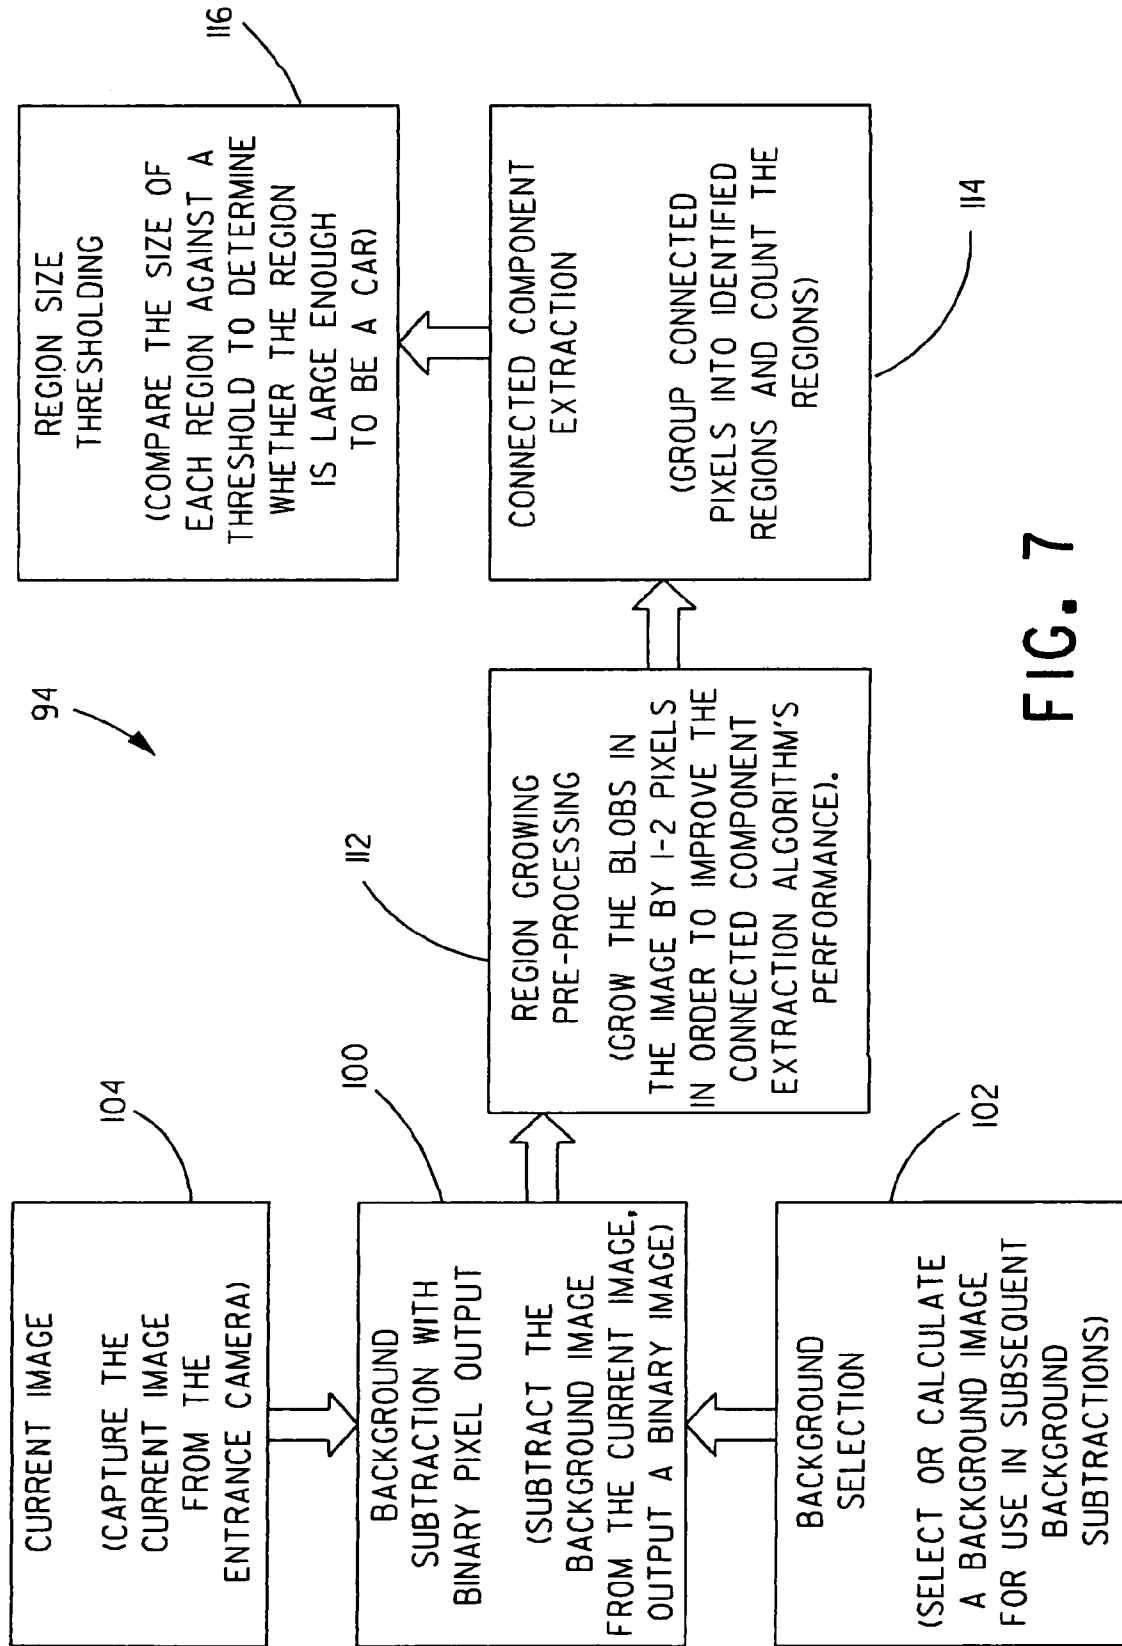 94
CURRENT IMAGE
(CAPTURE THE
CURRENT IMAGE
FROM THE
ENTRANCE CAMERA)
104
BACKGROUND
SUBTRACTION WITH
BINARY PIXEL OUTPUT
(SUBTRACT THE
BACKGROUND IMAGE
FROM THE CURRENT IMAGE,
OUTPUT A BINARY IMAGE)
100
BACKGROUND
SELECTION
(SELECT OR CALCULATE
A BACKGROUND IMAGE
FOR USE IN SUBSEQUENT
BACKGROUND
SUBTRACTIONS)
102
REGION GROWING
PRE-PROCESSING
(GROW THE BLOBS IN
THE IMAGE BY 1-2 PIXELS
IN ORDER TO IMPROVE THE
CONNECTED COMPONENT
EXTRACTION ALGORITHM'S
PERFORMANCE).
112
CONNECTED COMPONENT
EXTRACTION
(GROUP CONNECTED
PIXELS INTO IDENTIFIED
REGIONS AND COUNT THE
REGIONS)
114
REGION SIZE
THRESHOLDING
(COMPARE THE SIZE OF
EACH REGION AGAINST A
THRESHOLD TO DETERMINE
WHETHER THE REGION
IS LARGE ENOUGH
TO BE A CAR)
116
FIG. 7